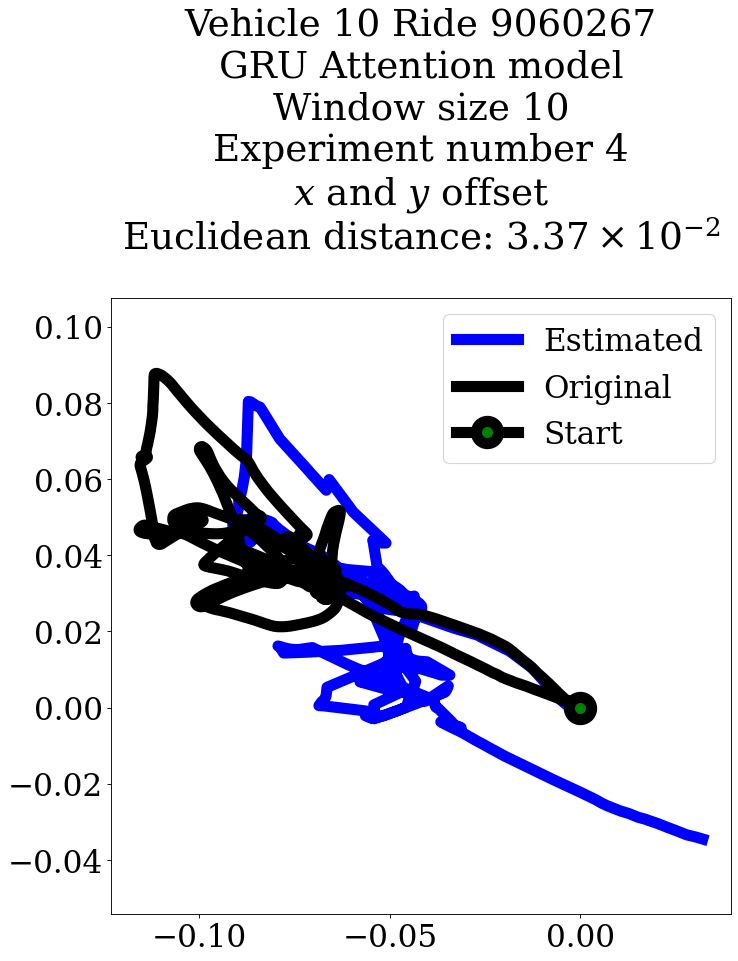 Vehicle 10 Ride 9060267
GRU Attention model
Window size 10
Experiment number 4
x and y offset
Euclidean distance: 3.37 × 10⁻²
Estimated
Original
Start
0.10
0.08
0.06
0.04
0.02
0.00
−0.02
−0.04
−0.10 −0.05 0.00